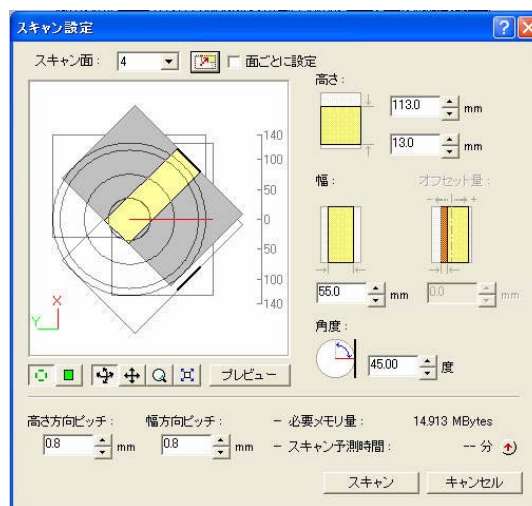 スキャン設定
スキャン面： 4 面ごとに設定
高さ：
113.0 mm
13.0 mm
140
100
50
0
50
100
140
X
Y
幅： オフセット量：
- +
55.0 mm 0.0 mm
角度：
45.00 度
プレビュー
高さ方向ピッチ： 幅方向ピッチ： － 必要メモリ量： 14.913 MBytes
0.8 mm 0.8 mm － スキャン予測時間： -- 分
スキャン キャンセル